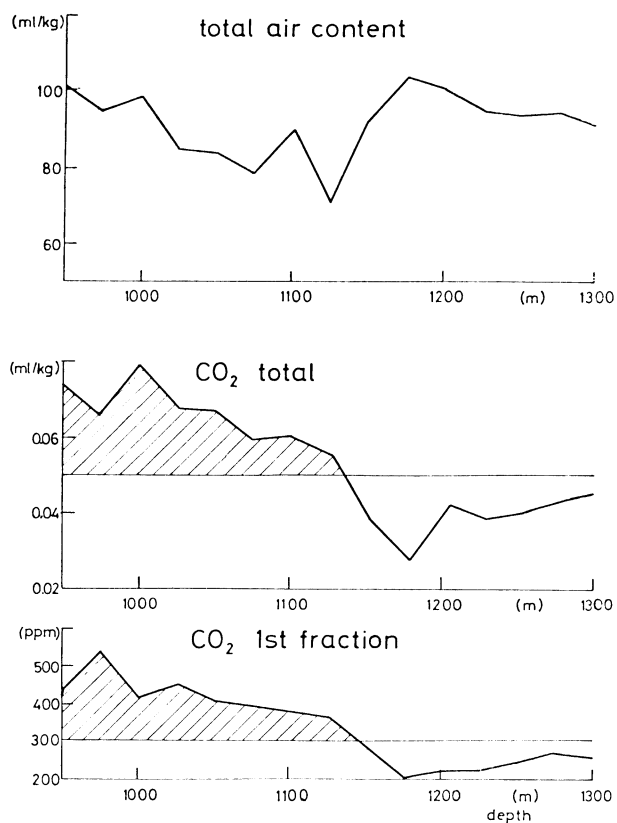 (ml/kg)
total air content
100
80
60
1000
1100
1200
(m)
1300
(ml/kg)
CO₂ total
0.06
0.04
0.02
1000
1100
1200
(m)
1300
(ppm)
CO₂ 1st fraction
500
400
300
200
1000
1100
1200
(m)
1300
depth